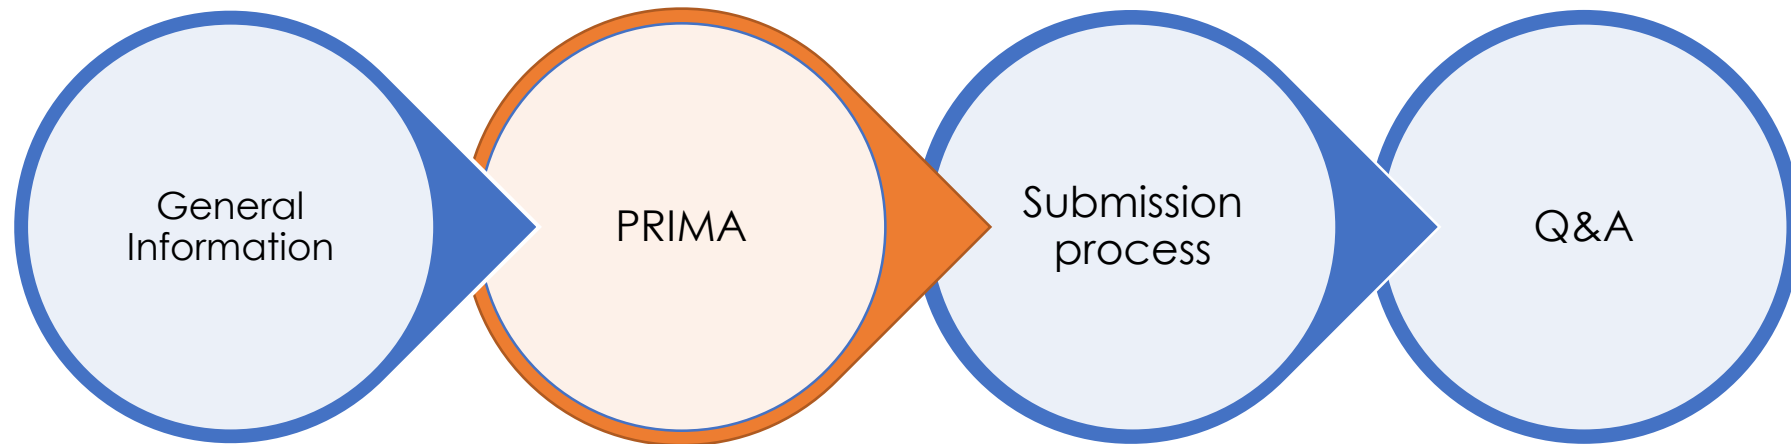 General
Information
PRIMA
Submission
process
Q&A